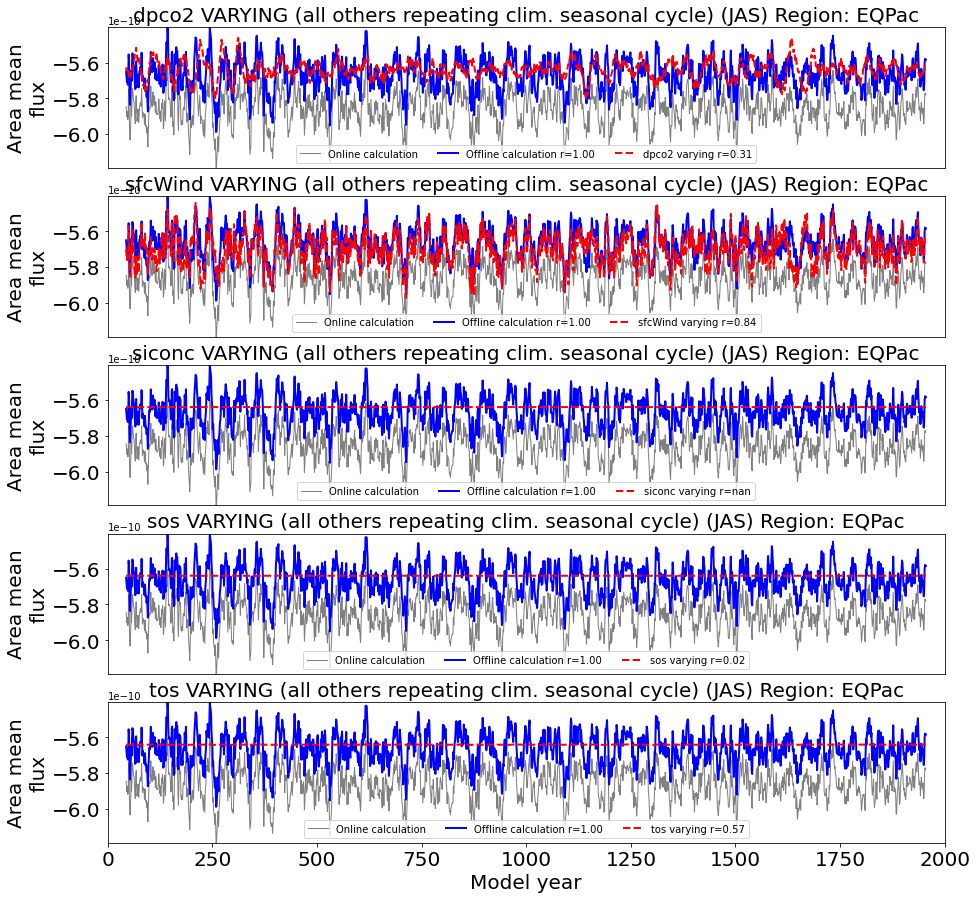 1e−10
dpco2 VARYING (all others repeating clim. seasonal cycle) (JAS) Region: EQPac
Area mean
flux
−5.6
−5.8
−6.0
Online calculation
Offline calculation r=1.00
dpco2 varying r=0.31
1e−10
sfcWind VARYING (all others repeating clim. seasonal cycle) (JAS) Region: EQPac
Area mean
flux
−5.6
−5.8
−6.0
Online calculation
Offline calculation r=1.00
sfcWind varying r=0.84
1e−10
siconc VARYING (all others repeating clim. seasonal cycle) (JAS) Region: EQPac
Area mean
flux
−5.6
−5.8
−6.0
Online calculation
Offline calculation r=1.00
siconc varying r=nan
1e−10
sos VARYING (all others repeating clim. seasonal cycle) (JAS) Region: EQPac
Area mean
flux
−5.6
−5.8
−6.0
Online calculation
Offline calculation r=1.00
sos varying r=0.02
1e−10
tos VARYING (all others repeating clim. seasonal cycle) (JAS) Region: EQPac
Area mean
flux
−5.6
−5.8
−6.0
Online calculation
Offline calculation r=1.00
tos varying r=0.57
0 250 500 750 1000 1250 1500 1750 2000
Model year